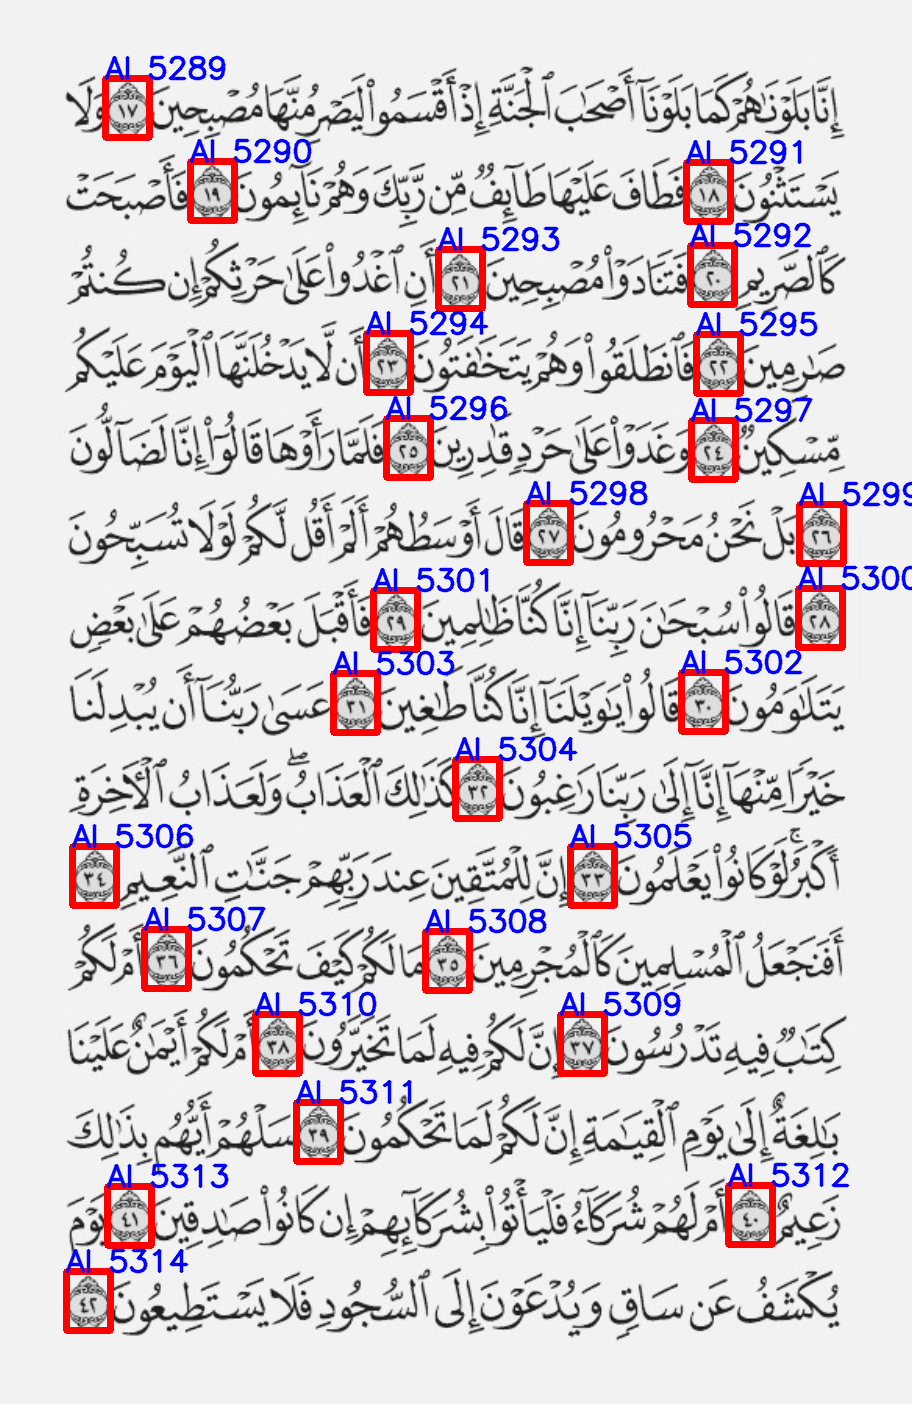 AI 5289
إِنَّا بَلَوْنَٰهُمْ كَمَا بَلَوْنَآ أَصْحَٰبَ ٱلْجَنَّةِ إِذْ أَقْسَمُوا۟ لَيَصْرِمُنَّهَا مُصْبِحِينَ ١٧ وَلَا
AI 5291 AI 5290
يَسْتَثْنُونَ ١٨ فَطَافَ عَلَيْهَا طَآئِفٌ مِّن رَّبِّكَ وَهُمْ نَآئِمُونَ ١٩ فَأَصْبَحَتْ
AI 5292 AI 5293
كَٱلصَّرِيمِ ٢٠ فَتَنَادَوْا۟ مُصْبِحِينَ ٢١ أَنِ ٱغْدُوا۟ عَلَىٰ حَرْثِكُمْ إِن كُنتُمْ
AI 5295 AI 5294
صَٰرِمِينَ ٢٢ فَٱنطَلَقُوا۟ وَهُمْ يَتَخَٰفَتُونَ ٢٣ أَن لَّا يَدْخُلَنَّهَا ٱلْيَوْمَ عَلَيْكُم
AI 5297 AI 5296
مِّسْكِينٌ ٢٤ وَغَدَوْا۟ عَلَىٰ حَرْدٍ قَٰدِرِينَ ٢٥ فَلَمَّا رَأَوْهَا قَالُوٓا۟ إِنَّا لَضَآلُّونَ
AI 5299 AI 5298
٢٦ بَلْ نَحْنُ مَحْرُومُونَ ٢٧ قَالَ أَوْسَطُهُمْ أَلَمْ أَقُل لَّكُمْ لَوْلَا تُسَبِّحُونَ
AI 5300 AI 5301
٢٨ قَالُوا۟ سُبْحَٰنَ رَبِّنَآ إِنَّا كُنَّا ظَٰلِمِينَ ٢٩ فَأَقْبَلَ بَعْضُهُمْ عَلَىٰ بَعْضٍ
AI 5302 AI 5303
يَتَلَٰوَمُونَ ٣٠ قَالُوا۟ يَٰوَيْلَنَآ إِنَّا كُنَّا طَٰغِينَ ٣١ عَسَىٰ رَبُّنَآ أَن يُبْدِلَنَا
AI 5304
خَيْرًا مِّنْهَآ إِنَّآ إِلَىٰ رَبِّنَا رَٰغِبُونَ ٣٢ كَذَٰلِكَ ٱلْعَذَابُ ۖ وَلَعَذَابُ ٱلْءَاخِرَةِ
AI 5305 AI 5306
أَكْبَرُ ۚ لَوْ كَانُوا۟ يَعْلَمُونَ ٣٣ إِنَّ لِلْمُتَّقِينَ عِندَ رَبِّهِمْ جَنَّٰتِ ٱلنَّعِيمِ ٣٤
AI 5308 AI 5307
أَفَنَجْعَلُ ٱلْمُسْلِمِينَ كَٱلْمُجْرِمِينَ ٣٥ مَا لَكُمْ كَيْفَ تَحْكُمُونَ ٣٦ أَمْ لَكُمْ
AI 5309 AI 5310
كِتَٰبٌ فِيهِ تَدْرُسُونَ ٣٧ إِنَّ لَكُمْ فِيهِ لَمَا تَخَيَّرُونَ ٣٨ أَمْ لَكُمْ أَيْمَٰنٌ عَلَيْنَا
AI 5311
بَٰلِغَةٌ إِلَىٰ يَوْمِ ٱلْقِيَٰمَةِ إِنَّ لَكُمْ لَمَا تَحْكُمُونَ ٣٩ سَلْهُمْ أَيُّهُم بِذَٰلِكَ
AI 5312 AI 5313
زَعِيمٌ ٤٠ أَمْ لَهُمْ شُرَكَآءُ فَلْيَأْتُوا۟ بِشُرَكَآئِهِمْ إِن كَانُوا۟ صَٰدِقِينَ ٤١ يَوْمَ
AI 5314
يُكْشَفُ عَن سَاقٍ وَيُدْعَوْنَ إِلَى ٱلسُّجُودِ فَلَا يَسْتَطِيعُونَ ٤٢